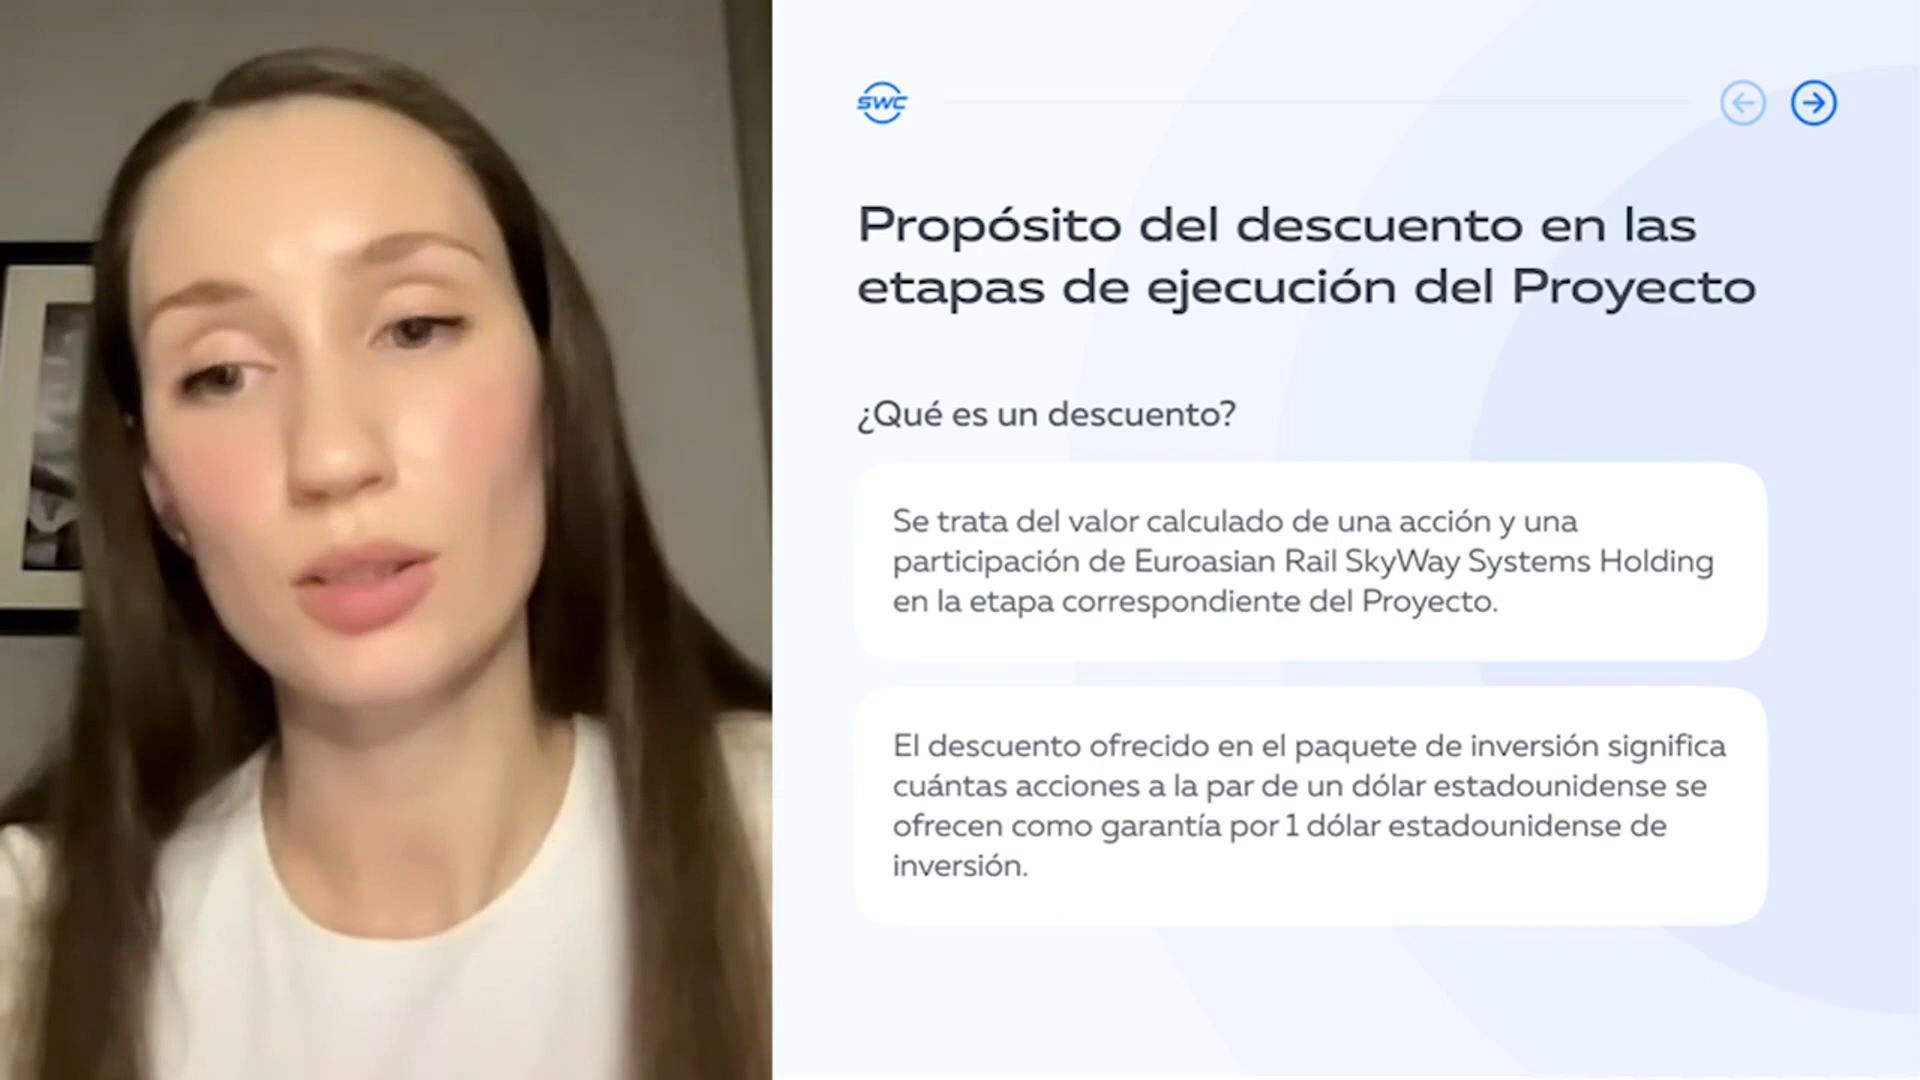 SWC
Propósito del descuento en las
etapas de ejecución del Proyecto
¿Qué es un descuento?
Se trata del valor calculado de una acción y una
participación de Euroasian Rail SkyWay Systems Holding
en la etapa correspondiente del Proyecto.
El descuento ofrecido en el paquete de inversión significa
cuántas acciones a la par de un dólar estadounidense se
ofrecen como garantía por 1 dólar estadounidense de
inversión.